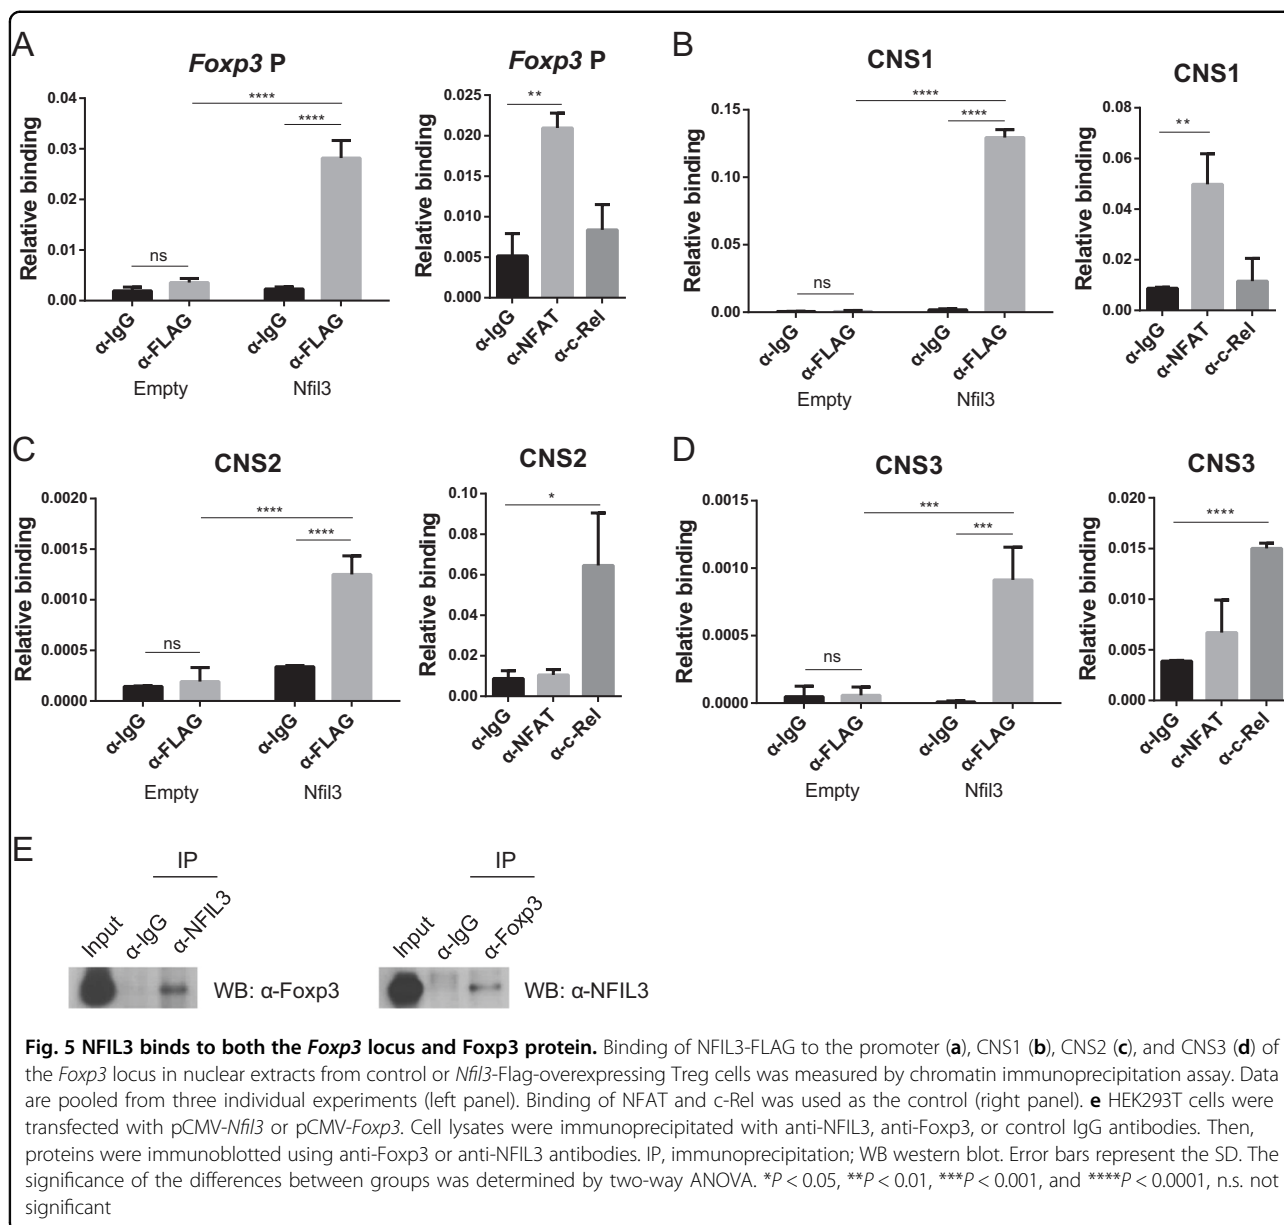 A
Foxp3 P
Relative binding
0.04
0.03
0.02
0.01
0.00
ns
****
****
α-IgG
α-FLAG
α-IgG
α-FLAG
Empty
Nfil3
Foxp3 P
Relative binding
0.025
0.020
0.015
0.010
0.005
0.000
**
α-IgG
α-NFAT
α-c-Rel
B
CNS1
Relative binding
0.15
0.10
0.05
0.00
ns
****
****
α-IgG
α-FLAG
α-IgG
α-FLAG
Empty
Nfil3
CNS1
Relative binding
0.08
0.06
0.04
0.02
0.00
**
α-IgG
α-NFAT
α-c-Rel
C
CNS2
Relative binding
0.0020
0.0015
0.0010
0.0005
0.0000
ns
****
****
α-IgG
α-FLAG
α-IgG
α-FLAG
Empty
Nfil3
CNS2
Relative binding
0.10
0.08
0.06
0.04
0.02
0.00
*
α-IgG
α-NFAT
α-c-Rel
D
CNS3
Relative binding
0.0015
0.0010
0.0005
0.0000
ns
***
***
α-IgG
α-FLAG
α-IgG
α-FLAG
Empty
Nfil3
CNS3
Relative binding
0.020
0.015
0.010
0.005
0.000
****
α-IgG
α-NFAT
α-c-Rel
E
IP
Input
α-IgG
α-NFIL3
WB: α-Foxp3
IP
Input
α-IgG
α-Foxp3
WB: α-NFIL3
Fig. 5 NFIL3 binds to both the Foxp3 locus and Foxp3 protein. Binding of NFIL3-FLAG to the promoter (a), CNS1 (b), CNS2 (c), and CNS3 (d) of
the Foxp3 locus in nuclear extracts from control or Nfil3-Flag-overexpressing Treg cells was measured by chromatin immunoprecipitation assay. Data
are pooled from three individual experiments (left panel). Binding of NFAT and c-Rel was used as the control (right panel). e HEK293T cells were
transfected with pCMV-Nfil3 or pCMV-Foxp3. Cell lysates were immunoprecipitated with anti-NFIL3, anti-Foxp3, or control IgG antibodies. Then,
proteins were immunoblotted using anti-Foxp3 or anti-NFIL3 antibodies. IP, immunoprecipitation; WB western blot. Error bars represent the SD. The
significance of the differences between groups was determined by two-way ANOVA. *P < 0.05, **P < 0.01, ***P < 0.001, and ****P < 0.0001, n.s. not
significant